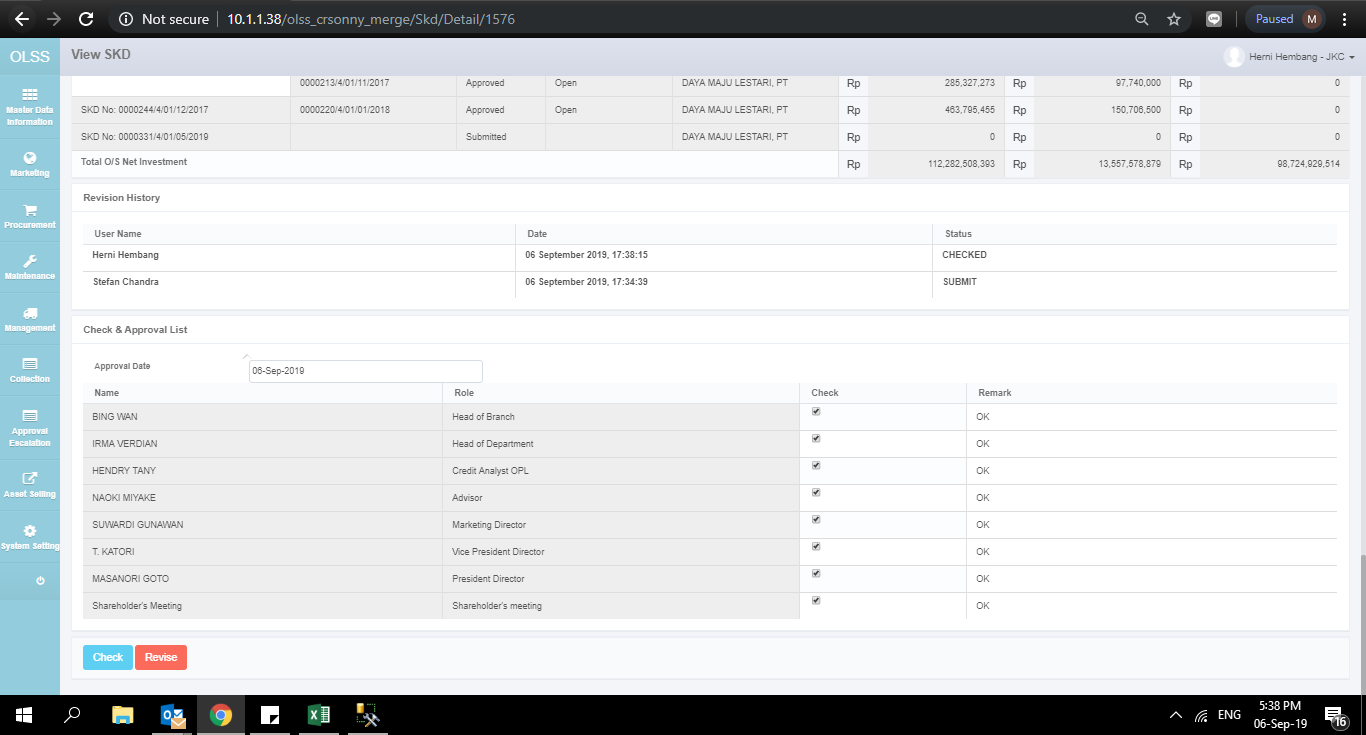 Not secure 10.1.1.38/olss_crsonny_merge/Skd/Detail/1576 Paused M
OLSS View SKD Herni Hembang - JKC
Master Data Information
Marketing
Procurement
Maintenance
Management
Collection
Approval Escalation
Asset Selling
System Setting
0000213/4/01/11/2017 Approved Open DAYA MAJU LESTARI, PT Rp 285,327,273 Rp 97,740,000 Rp 0
SKD No: 0000244/4/01/12/2017 0000220/4/01/01/2018 Approved Open DAYA MAJU LESTARI, PT Rp 463,795,455 Rp 150,706,500 Rp 0
SKD No: 0000331/4/01/05/2019 Submitted DAYA MAJU LESTARI, PT Rp 0 Rp 0 Rp 0
Total O/S Net Investment Rp 112,282,508,393 Rp 13,557,578,879 Rp 98,724,929,514
Revision History
User Name Date Status
Herni Hembang 06 September 2019, 17:38:15 CHECKED
Stefan Chandra 06 September 2019, 17:34:39 SUBMIT
Check & Approval List
Approval Date 06-Sep-2019
Name Role Check Remark
BING WAN Head of Branch OK
IRMA VERDIAN Head of Department OK
HENDRY TANY Credit Analyst OPL OK
NAOKI MIYAKE Advisor OK
SUWARDI GUNAWAN Marketing Director OK
T. KATORI Vice President Director OK
MASANORI GOTO President Director OK
Shareholder's Meeting Shareholder's meeting OK
Check Revise
ENG 5:38 PM
06-Sep-19 16